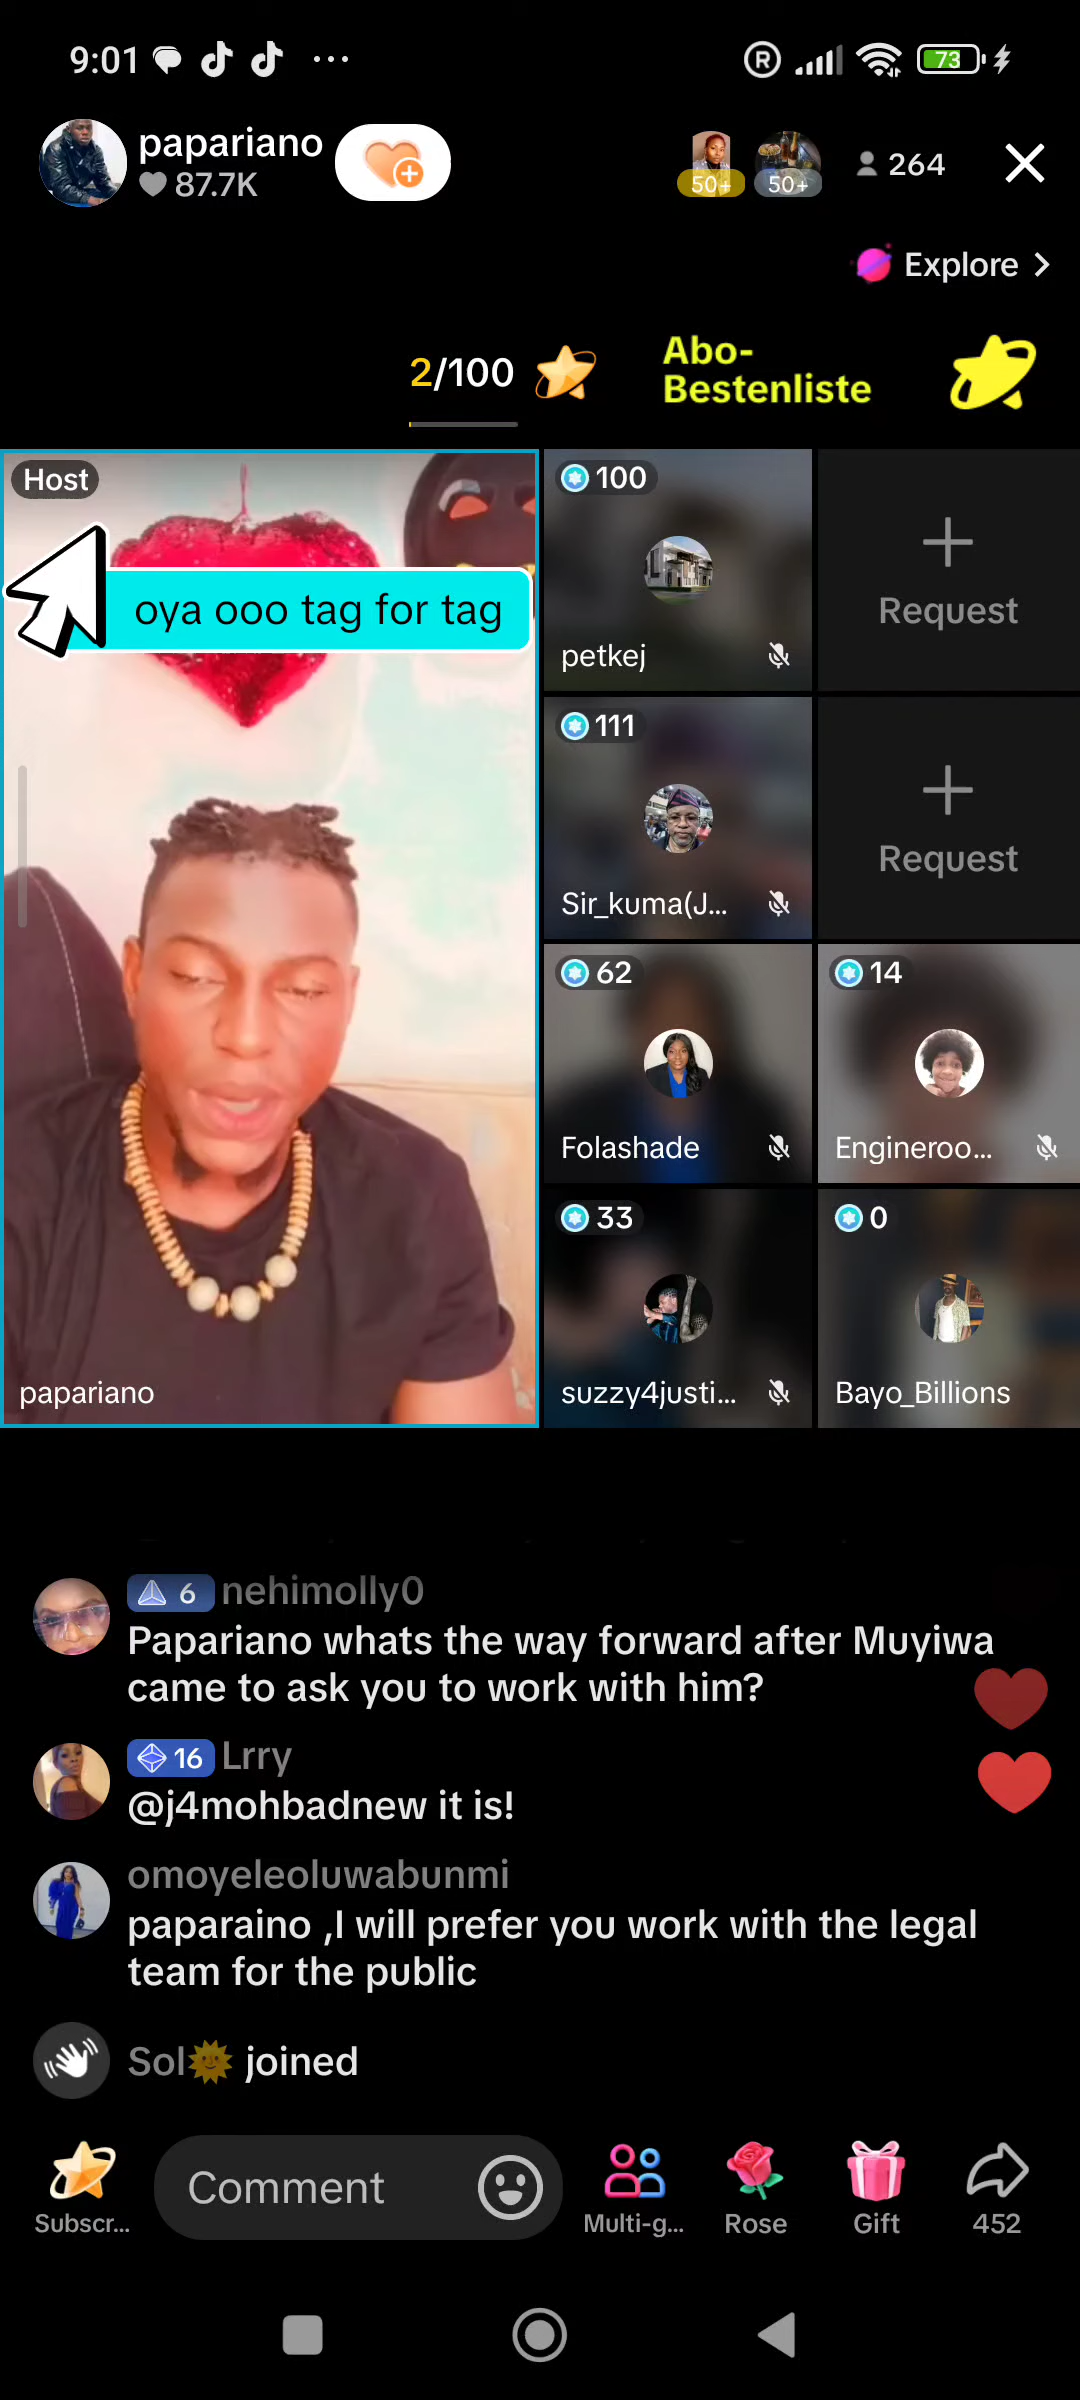 9:01
73
papariano
87.7K
50+
50+
264
Explore
2/100
Abo-
Bestenliste
Host
oya ooo tag for tag
papariano
100
petkej
Request
111
Sir_kuma(J...
Request
62
Folashade
14
Engineroo...
33
suzzy4justi...
0
Bayo_Billions
6 nehimolly0
Papariano whats the way forward after Muyiwa
came to ask you to work with him?
16 Lrry
@j4mohbadnew it is!
omoyeleoluwabunmi
paparaino ,I will prefer you work with the legal
team for the public
Sol🌞 joined
Subscr...
Comment
Multi-g...
Rose
Gift
452